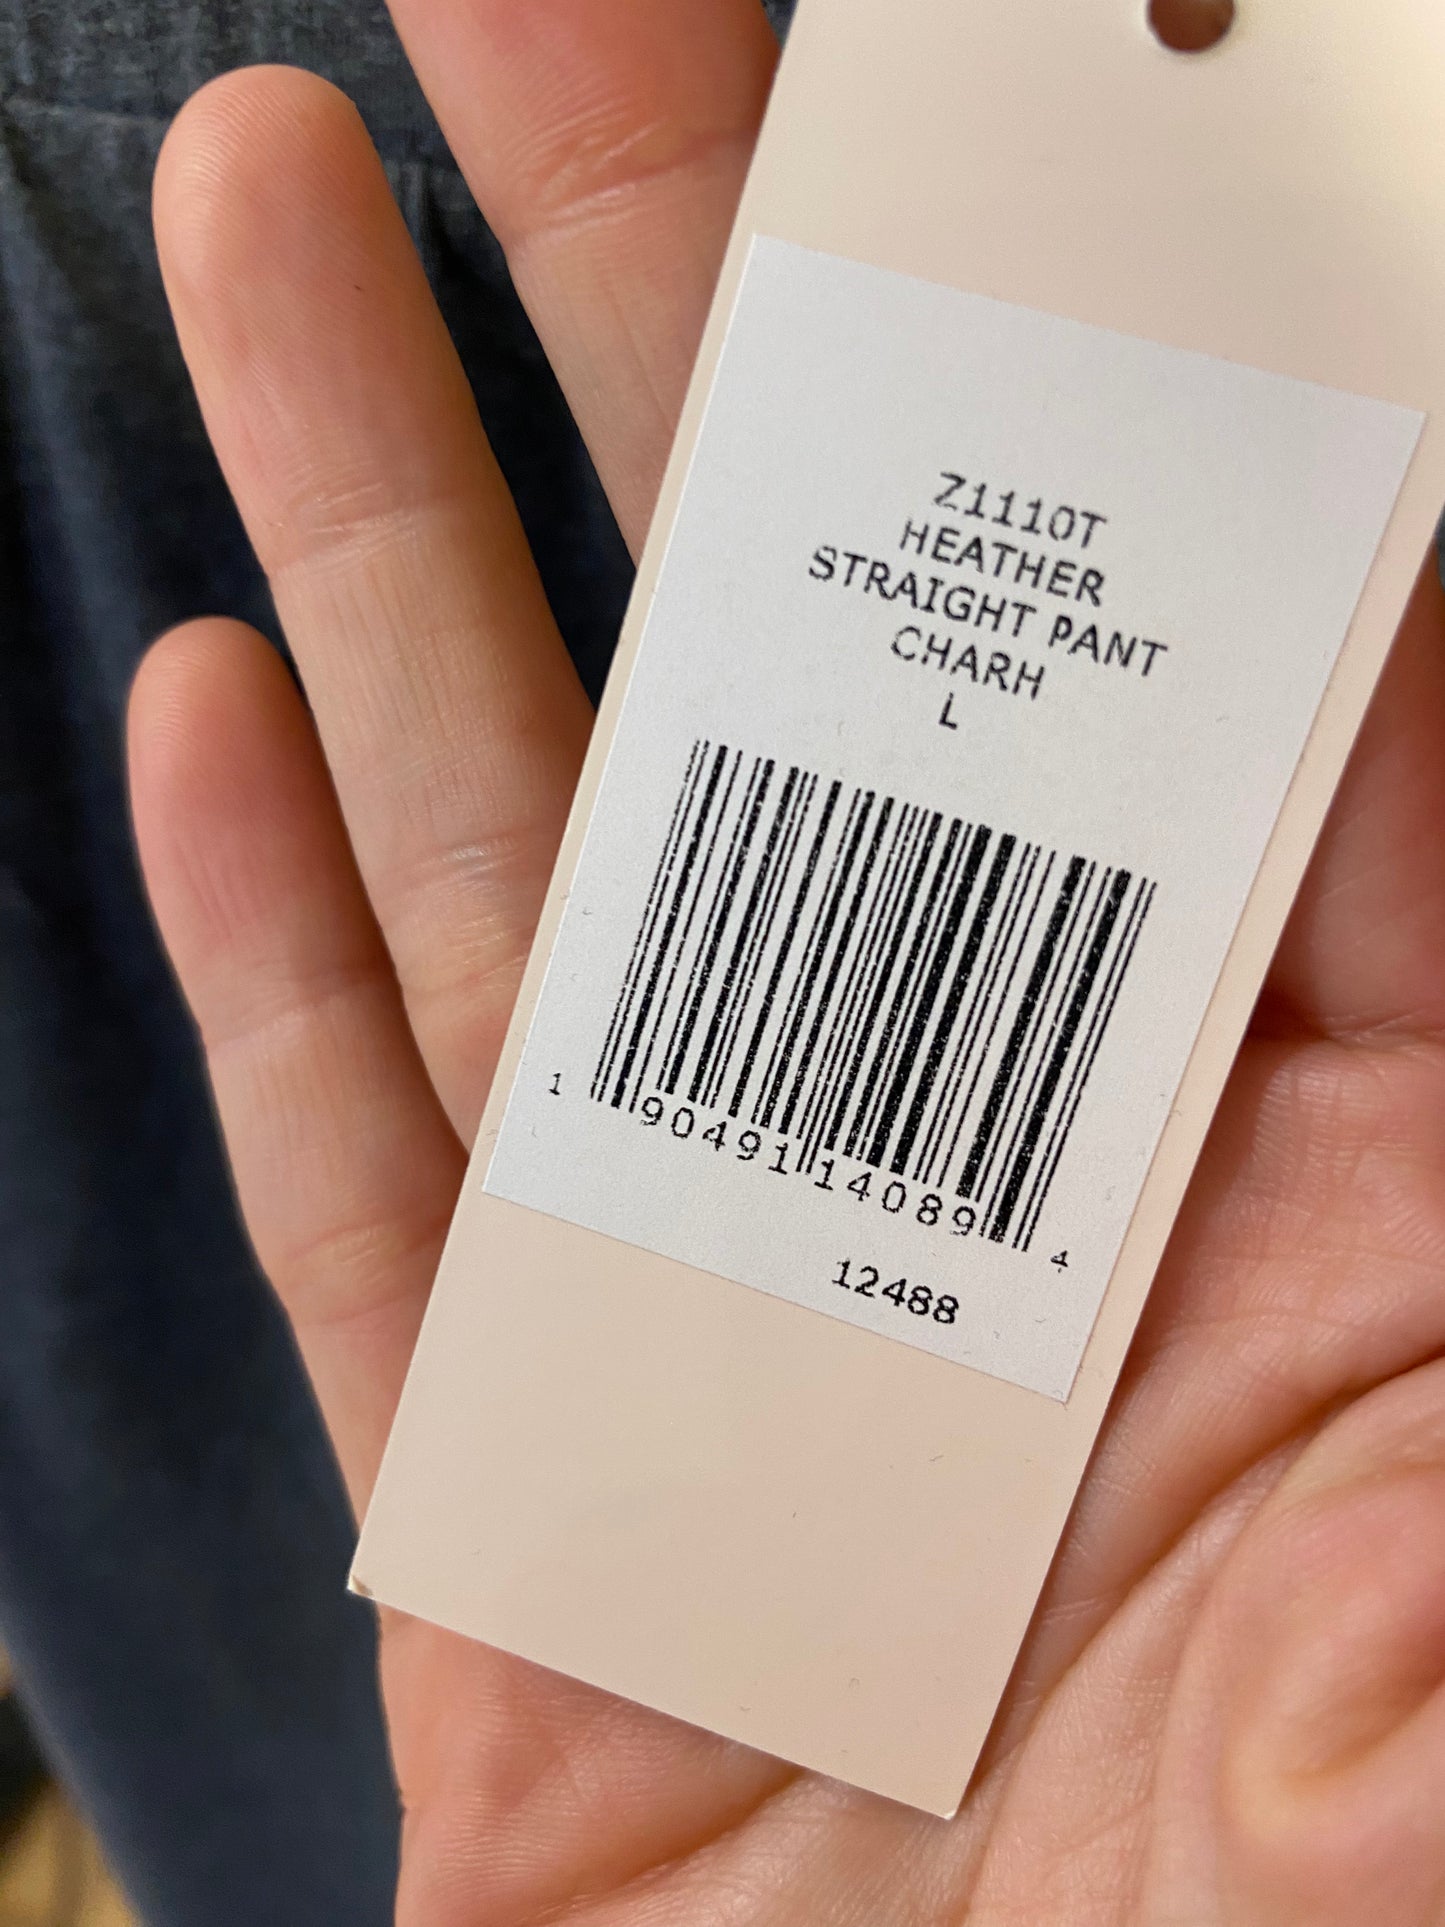 Z1110T
HEATHER
STRAIGHT PANT
CHARH
L
1 90491 14089 4
12488